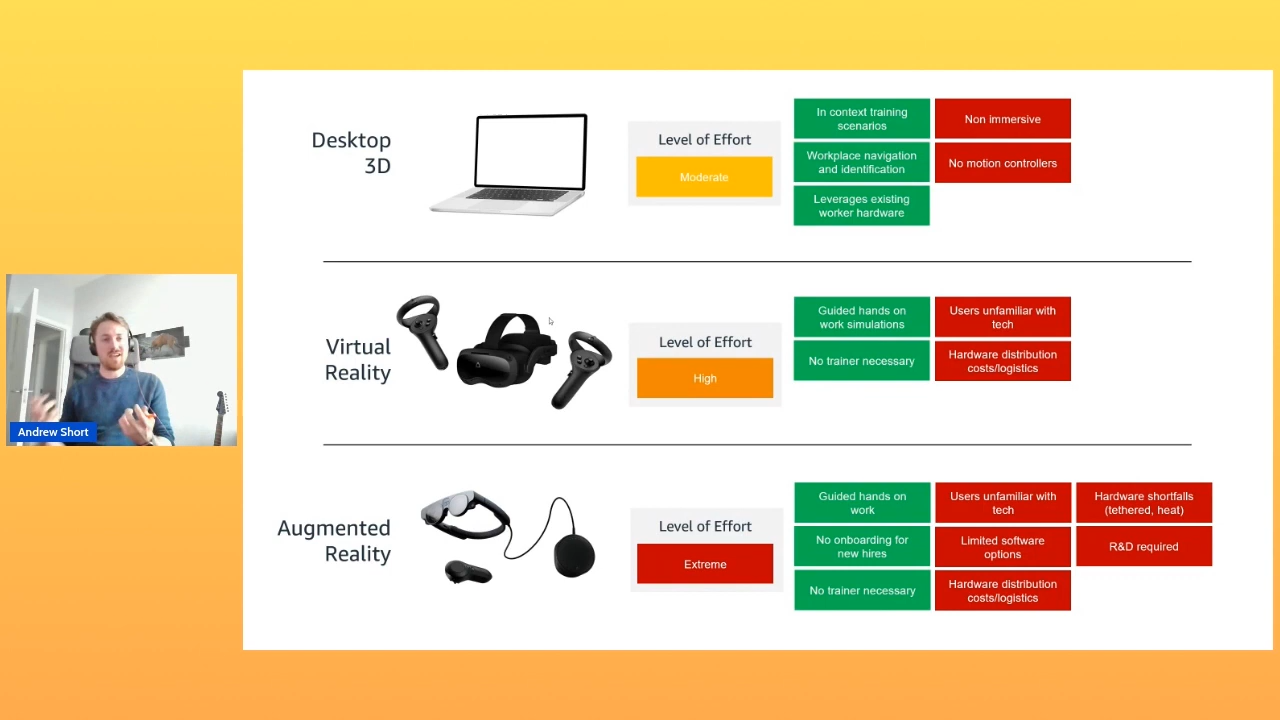 Desktop
3D
Level of Effort
Moderate
In context training
scenarios
Non immersive
Workplace navigation
and identification
No motion controllers
Leverages existing
worker hardware
Virtual
Reality
Level of Effort
High
Guided hands on
work simulations
Users unfamiliar with
tech
No trainer necessary
Hardware distribution
costs/logistics
Andrew Short
Augmented
Reality
Level of Effort
Extreme
Guided hands on
work
Users unfamiliar with
tech
Hardware shortfalls
(tethered, heat)
No onboarding for
new hires
Limited software
options
R&D required
No trainer necessary
Hardware distribution
costs/logistics